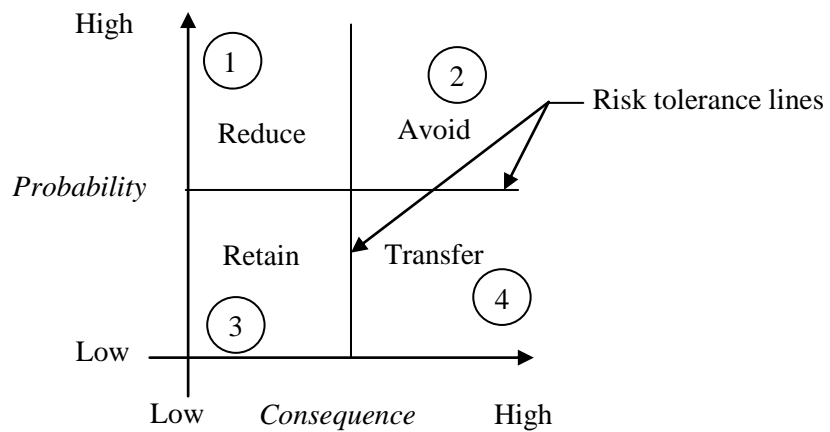 High
1
2
Risk tolerance lines
Reduce
Avoid
Probability
Retain
Transfer
3
4
Low
Low
Consequence
High